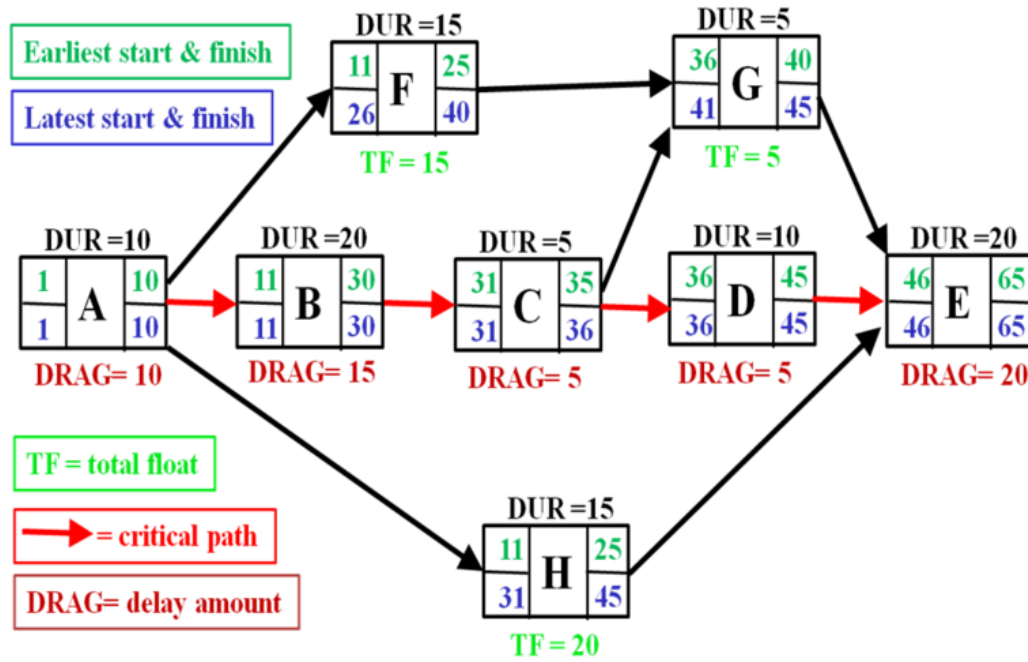 DUR =15
DUR =5
Earliest start & finish
11 F 25
26 40
36 G 40
41 45
Latest start & finish
TF = 15
TF = 5
DUR =10
DUR =20
DUR =5
DUR =10
DUR =20
1 A 10
1 10
11 B 30
11 30
31 C 35
31 36
36 D 45
36 45
46 E 65
46 65
DRAG= 10
DRAG= 15
DRAG= 5
DRAG= 5
DRAG= 20
TF = total float
= critical path
DRAG= delay amount
DUR =15
11 H 25
31 45
TF = 20